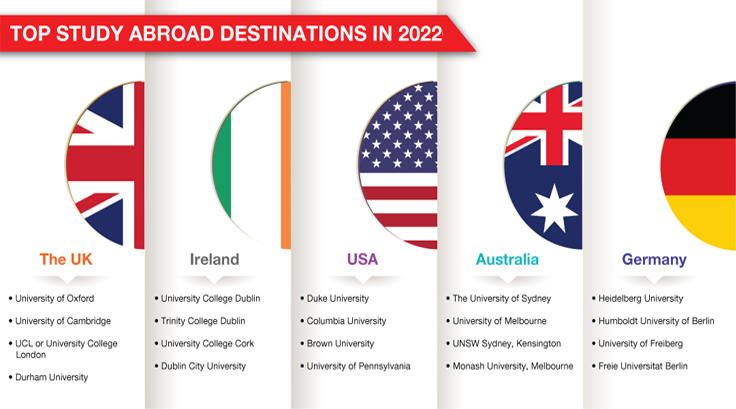 TOP STUDY ABROAD DESTINATIONS IN 2022
The UK
• University of Oxford
• University of Cambridge
• UCL or University College
London
• Durham University
Ireland
• University College Dublin
• Trinity College Dublin
• University College Cork
• Dublin City University
USA
• Duke University
• Columbia University
• Brown University
• University of Pennsylvania
Australia
• The University of Sydney
• University of Melbourne
• UNSW Sydney, Kensington
• Monash University, Melbourne
Germany
• Heidelberg University
• Humboldt University of Berlin
• University of Freiberg
• Freie Universitat Berlin